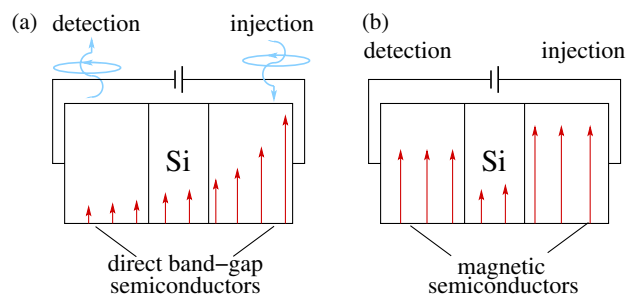 (a)
detection
injection
Si
direct band−gap
semiconductors
(b)
detection
injection
Si
magnetic
semiconductors